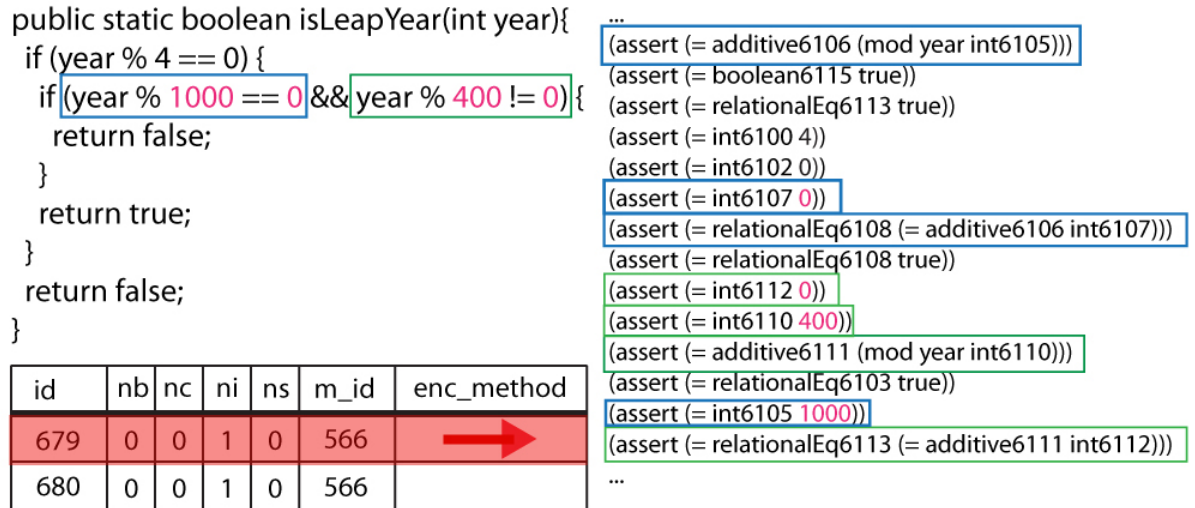 public static boolean isLeapYear(int year){
if (year % 4 == 0) {
if (year % 1000 == 0 && year % 400 != 0) {
return false;
}
return true;
}
return false;
}
id nb nc ni ns m_id enc_method
679 0 0 1 0 566
680 0 0 1 0 566
...
(assert (= additive6106 (mod year int6105)))
(assert (= boolean6115 true))
(assert (= relationalEq6113 true))
(assert (= int6100 4))
(assert (= int6102 0))
(assert (= int6107 0))
(assert (= relationalEq6108 (= additive6106 int6107)))
(assert (= relationalEq6108 true))
(assert (= int6112 0))
(assert (= int6110 400))
(assert (= additive6111 (mod year int6110)))
(assert (= relationalEq6103 true))
(assert (= int6105 1000))
(assert (= relationalEq6113 (= additive6111 int6112)))
...